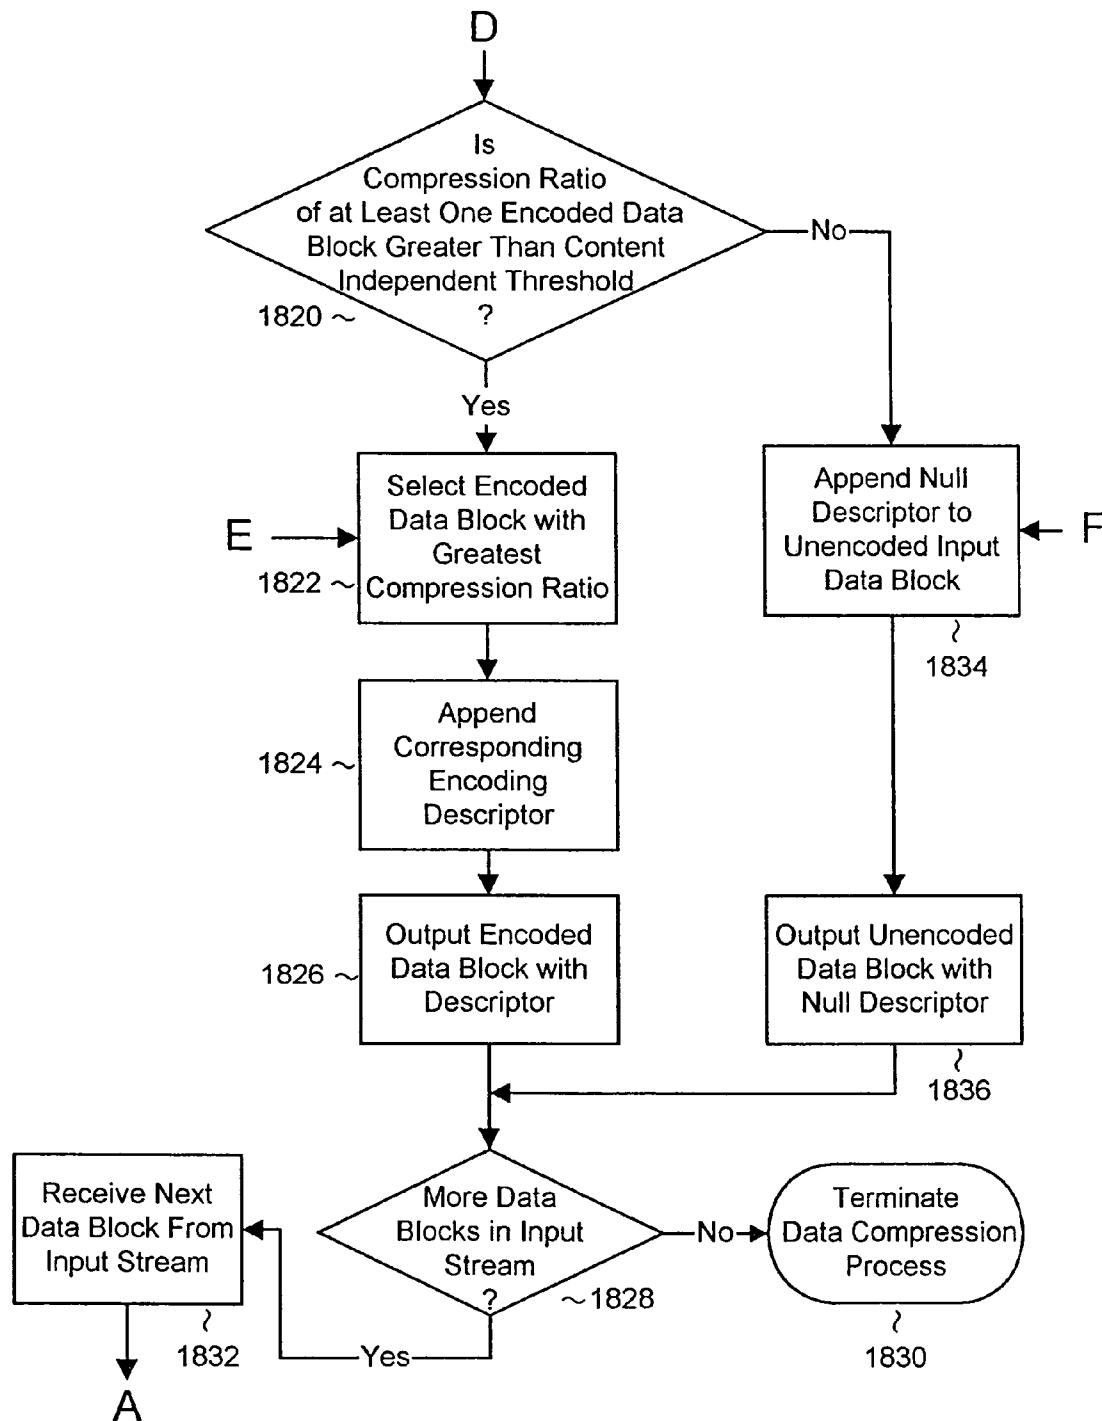 D
Is
Compression Ratio
of at Least One Encoded Data
Block Greater Than Content
Independent Threshold
?
1820
No
Yes
Select Encoded
Data Block with
Greatest
Compression Ratio
E
1822
Append Null
Descriptor to
Unencoded Input
Data Block
F
1834
Append
Corresponding
Encoding
Descriptor
1824
Output Encoded
Data Block with
Descriptor
1826
Output Unencoded
Data Block with
Null Descriptor
1836
More Data
Blocks in Input
Stream
?
1828
No
Terminate
Data Compression
Process
1830
Yes
Receive Next
Data Block From
Input Stream
1832
A